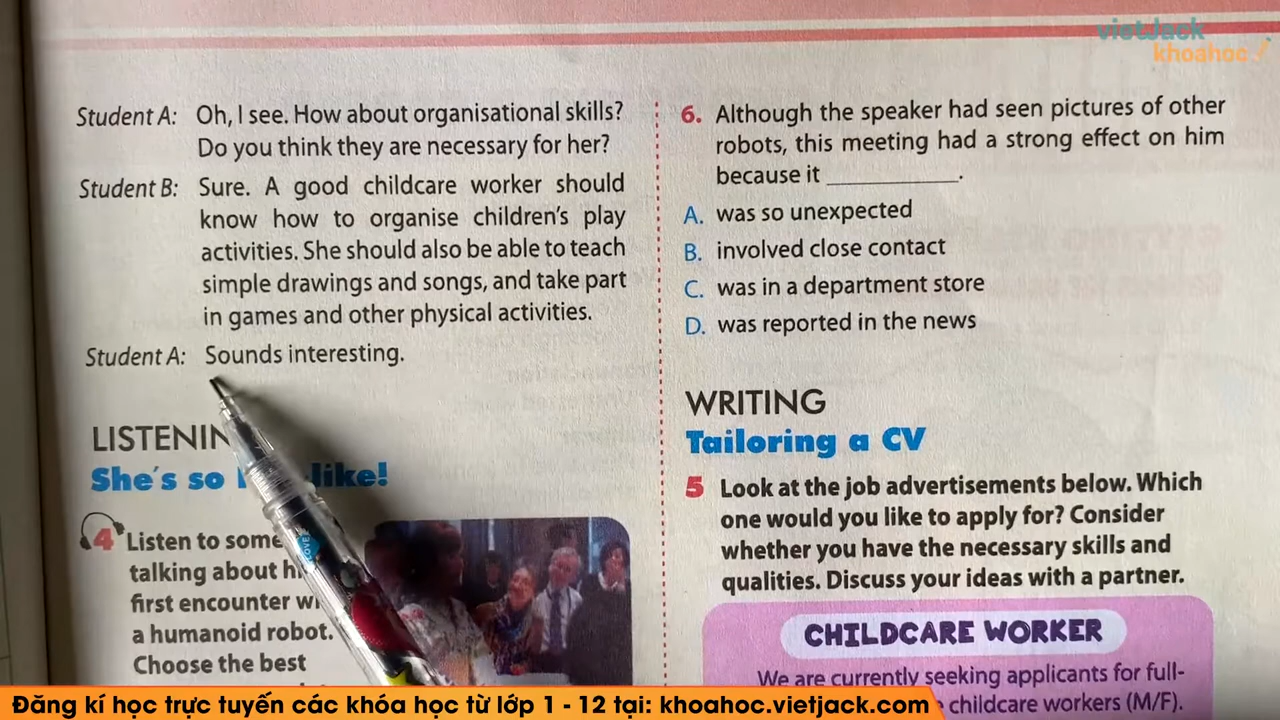 vietJack
khoahoc
Student A: Oh, I see. How about organisational skills?
Do you think they are necessary for her?
Student B: Sure. A good childcare worker should
know how to organise children's play
activities. She should also be able to teach
simple drawings and songs, and take part
in games and other physical activities.
Student A: Sounds interesting.
LISTENIN
She's so like!
4 Listen to some
talking about
first encounter
a humanoid robot.
Choose the best
6. Although the speaker had seen pictures of other
robots, this meeting had a strong effect on him
because it ____________.
A. was so unexpected
B. involved close contact
C. was in a department store
D. was reported in the news
WRITING
Tailoring a CV
5 Look at the job advertisements below. Which
one would you like to apply for? Consider
whether you have the necessary skills and
qualities. Discuss your ideas with a partner.
CHILDCARE WORKER
We are currently seeking applicants for full-
childcare workers (M/F).
LOVE
Đăng kí học trực tuyến các khóa học từ lớp 1 - 12 tại: khoahoc.vietjack.com